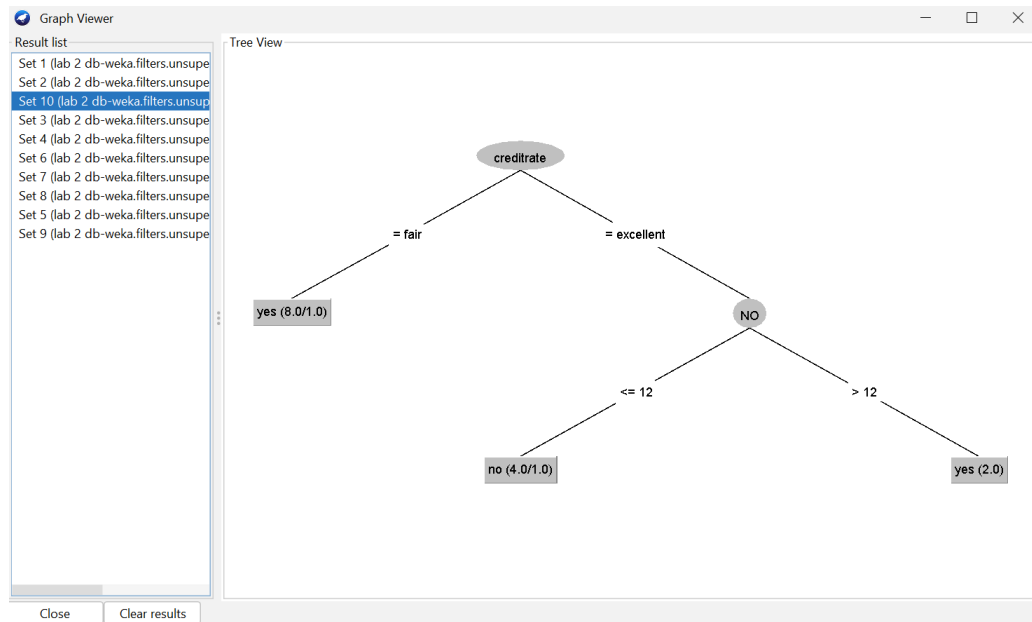 Graph Viewer
Result list
Set 1 (lab 2 db-weka.filters.unsupe
Set 2 (lab 2 db-weka.filters.unsupe
Set 10 (lab 2 db-weka.filters.unsup
Set 3 (lab 2 db-weka.filters.unsupe
Set 4 (lab 2 db-weka.filters.unsupe
Set 6 (lab 2 db-weka.filters.unsupe
Set 7 (lab 2 db-weka.filters.unsupe
Set 8 (lab 2 db-weka.filters.unsupe
Set 5 (lab 2 db-weka.filters.unsupe
Set 9 (lab 2 db-weka.filters.unsupe
Tree View
creditrate
= fair
= excellent
yes (8.0/1.0)
NO
<= 12
> 12
no (4.0/1.0)
yes (2.0)
Close
Clear results